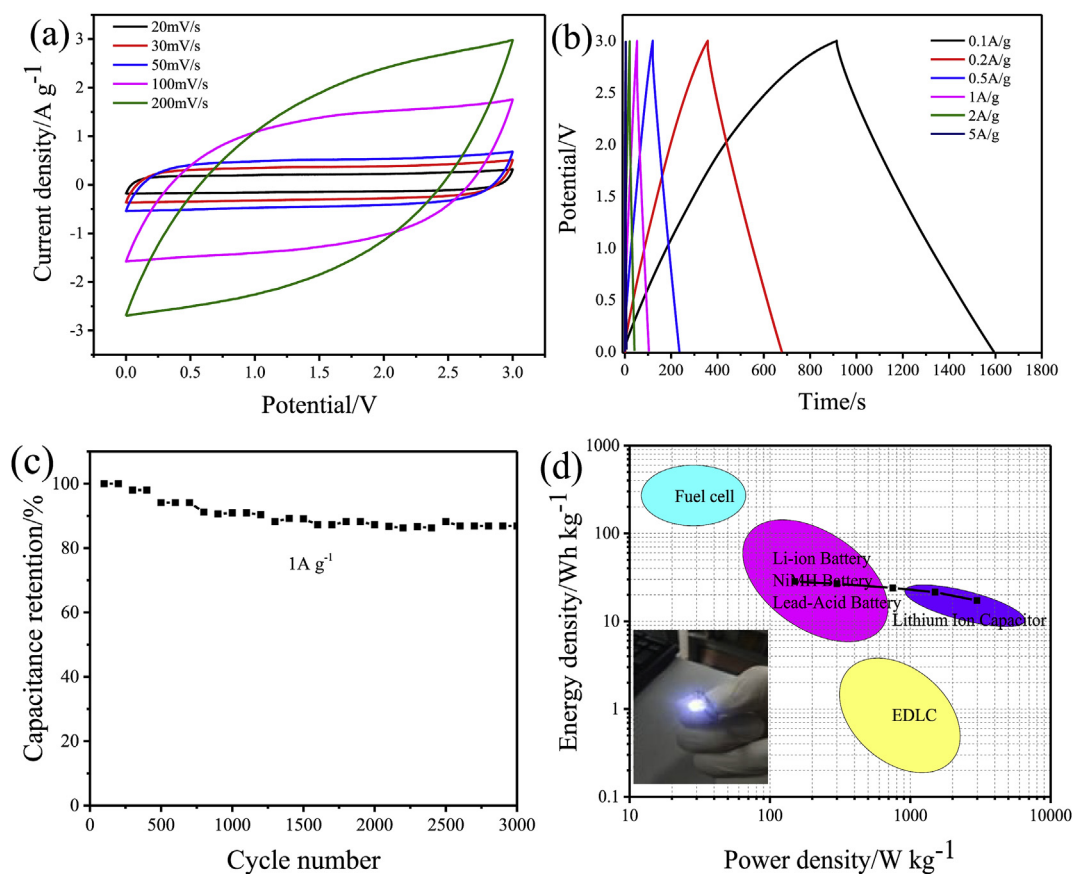 (a)
20mV/s
30mV/s
50mV/s
100mV/s
200mV/s
3
2
1
0
-1
-2
-3
Current density/A g-1
0.0 0.5 1.0 1.5 2.0 2.5 3.0
Potential/V
(b)
0.1A/g
0.2A/g
0.5A/g
1A/g
2A/g
5A/g
3.0
2.5
2.0
1.0
0.5
0.0
Potential/V
0 200 400 600 800 1000 1200 1400 1600 1800
Time/s
(c)
100
80
60
40
20
0
Capacitance retention/%
1A g-1
0 500 1000 1500 2000 2500 3000
Cycle number
(d)
1000
100
10
1
0.1
Energy density/Wh kg-1
Fuel cell
Li-ion Battery
NiMH Battery
Lead-Acid Battery
Lithium Ion Capacitor
EDLC
10 100 1000 10000
Power density/W kg-1